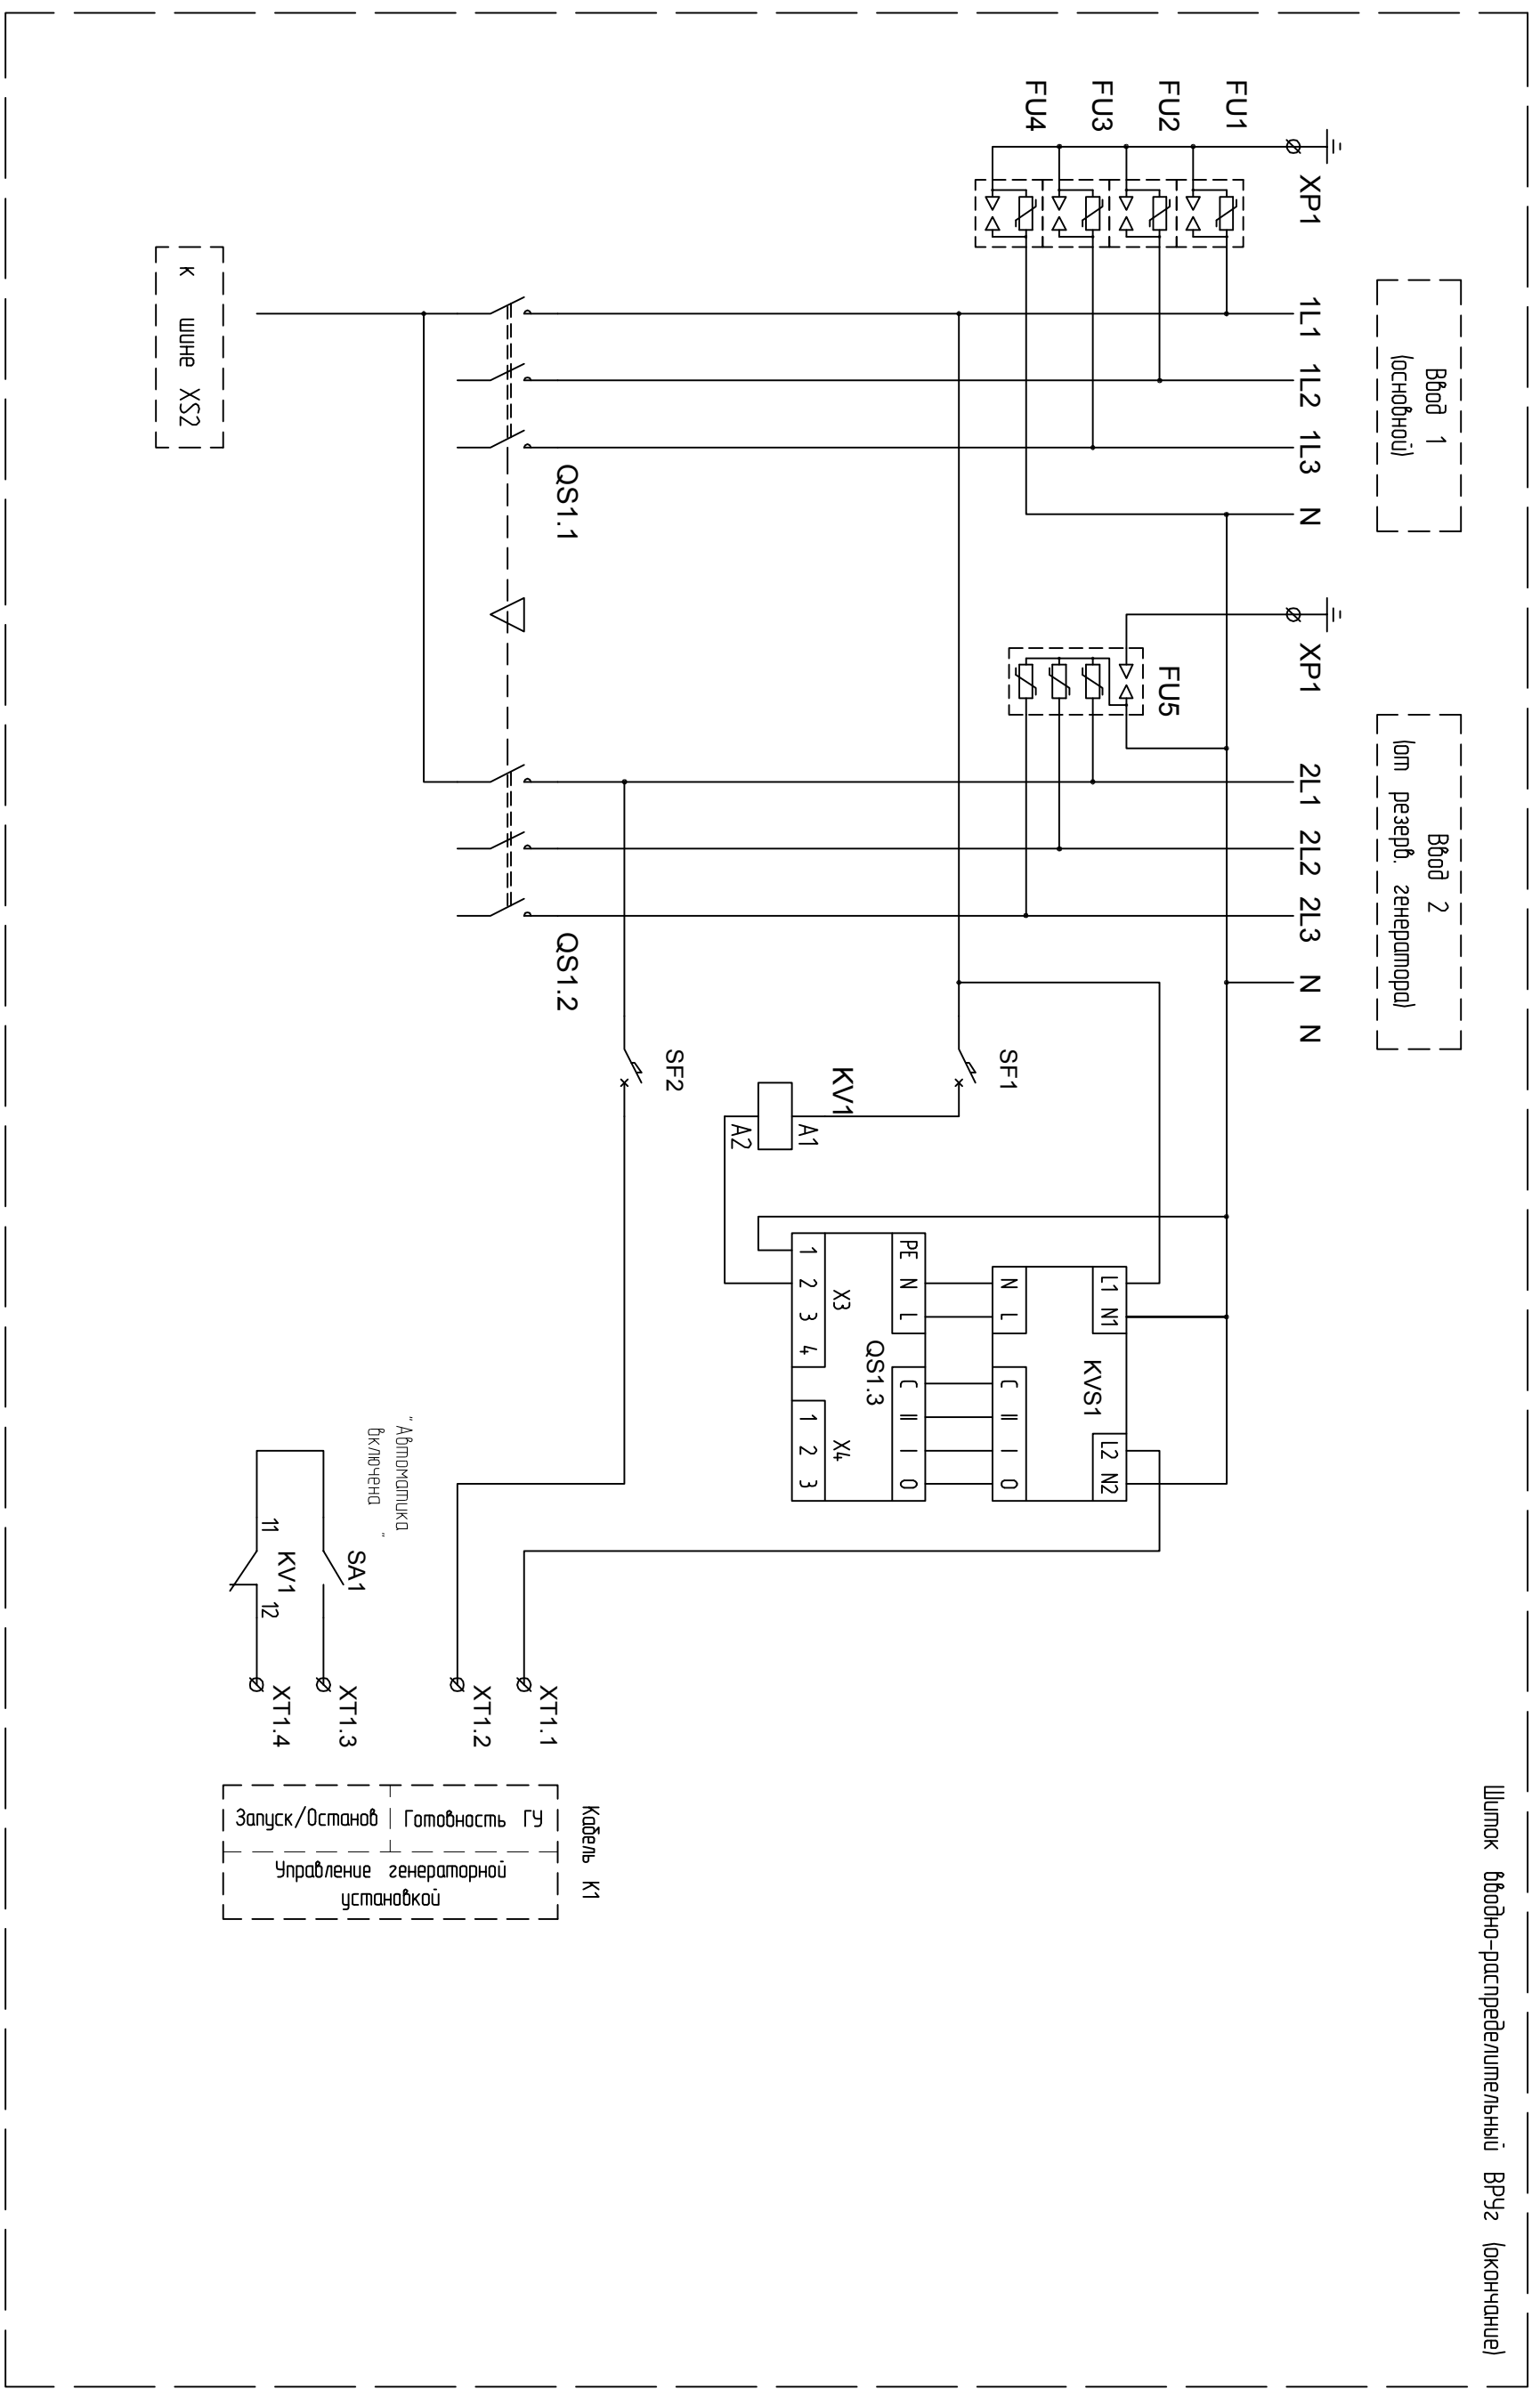 Щиток вводно-распределительный ВРУг (окончание)
Ввод 1
(основной)
Ввод 2
(от резерв. генератора)
XP1
1L1
1L2
1L3
N
XP1
2L1
2L2
2L3
N
N
FU1
FU2
FU3
FU4
FU5
SF1
L1 N1
L2 N2
KVS1
N L
C II I 0
KV1
A1
A2
PE N L
C II I 0
QS1.3
X3
X4
1 2 3 4
1 2 3
SF2
QS1.1
QS1.2
Кабель К1
XT1.1
XT1.2
XT1.3
XT1.4
Готовность ГУ
Запуск/Останов
Управление генераторной
установкой
"Автоматика
включена "
SA1
KV1
11
12
к шине XS2